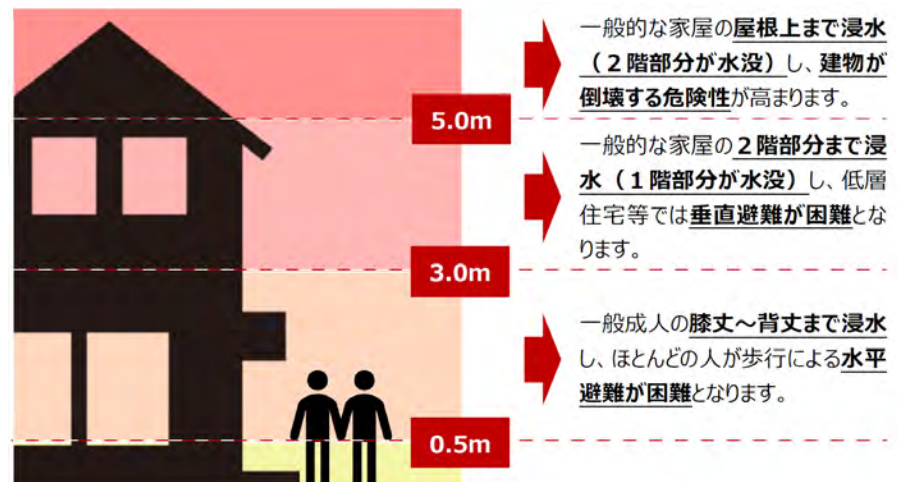 一般的な家屋の屋根上まで浸水
（２階部分が水没）し、建物が
倒壊する危険性が高まります。
5.0m
一般的な家屋の２階部分まで浸
水（１階部分が水没）し、低層
住宅等では垂直避難が困難とな
ります。
3.0m
一般成人の膝丈～背丈まで浸水
し、ほとんどの人が歩行による水平
避難が困難となります。
0.5m